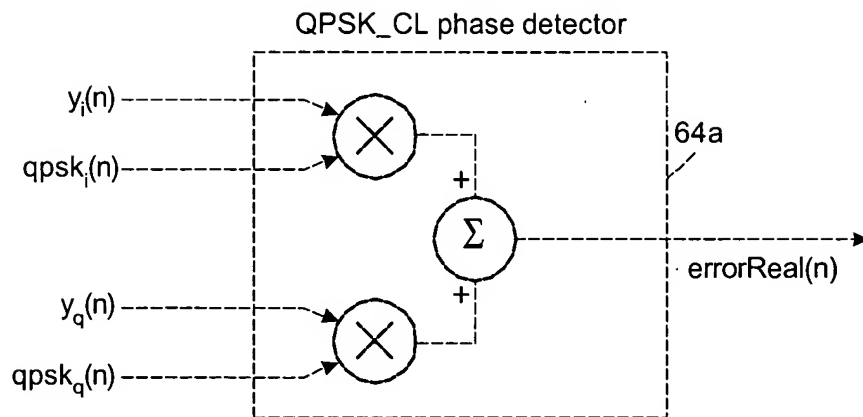 QPSK_CL phase detector
y_i(n)
qpsk_i(n)
64a
+
Σ
errorReal(n)
+
y_q(n)
qpsk_q(n)